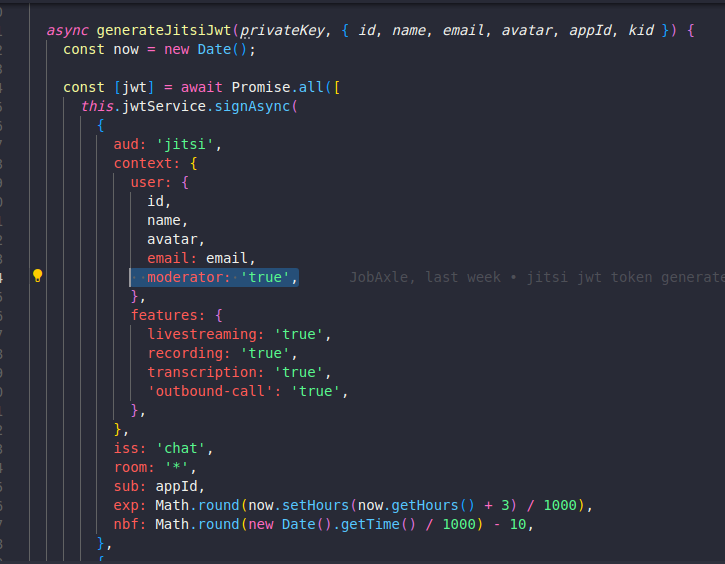 async generateJitsiJwt(privateKey, { id, name, email, avatar, appId, kid }) {
const now = new Date();
const [jwt] = await Promise.all([
this.jwtService.signAsync(
{
aud: 'jitsi',
context: {
user: {
id,
name,
avatar,
email: email,
moderator: 'true', JobAxle, last week • jitsi jwt token generate
},
features: {
livestreaming: 'true',
recording: 'true',
transcription: 'true',
'outbound-call': 'true',
},
},
iss: 'chat',
room: '*',
sub: appId,
exp: Math.round(now.setHours(now.getHours() + 3) / 1000),
nbf: Math.round(new Date().getTime() / 1000) - 10,
},
{